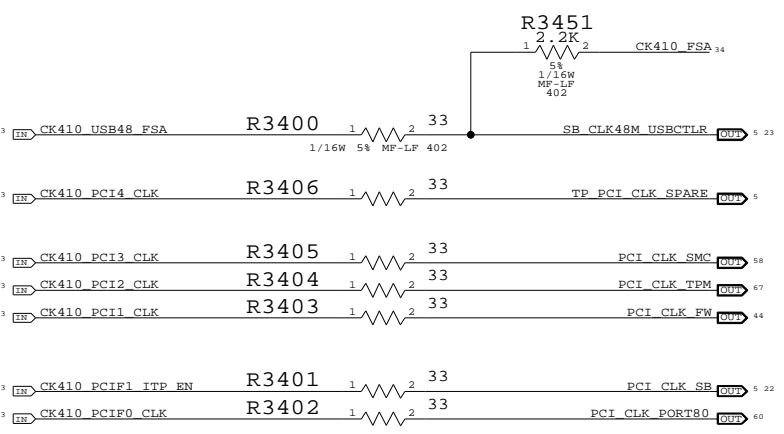 R3451
2.2K
1 2 CK410_FSA 34
5%
1/16W
MF-LF
402
3 IN CK410_USB48_FSA R3400 1 2 33 SB_CLK48M_USBCTLR OUT 5 23
1/16W 5% MF-LF 402
3 IN CK410_PCI4_CLK R3406 1 2 33 TP_PCI_CLK_SPARE OUT 5
3 IN CK410_PCI3_CLK R3405 1 2 33 PCI_CLK_SMC OUT 58
3 IN CK410_PCI2_CLK R3404 1 2 33 PCI_CLK_TPM OUT 67
3 IN CK410_PCI1_CLK R3403 1 2 33 PCI_CLK_FW OUT 44
3 IN CK410_PCIF1_ITP_EN R3401 1 2 33 PCI_CLK_SB OUT 5 22
3 IN CK410_PCIF0_CLK R3402 1 2 33 PCI_CLK_PORT80 OUT 60